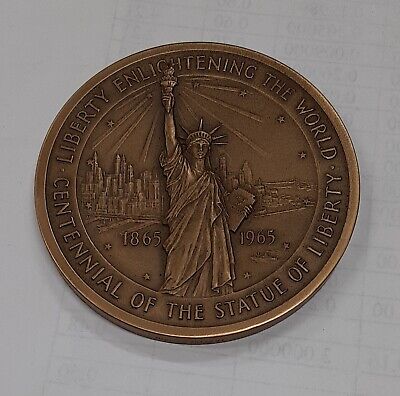 · LIBERTY ENLIGHTENING THE WORLD ·
1865 1965
CENTENNIAL OF THE STATUE OF LIBERTY